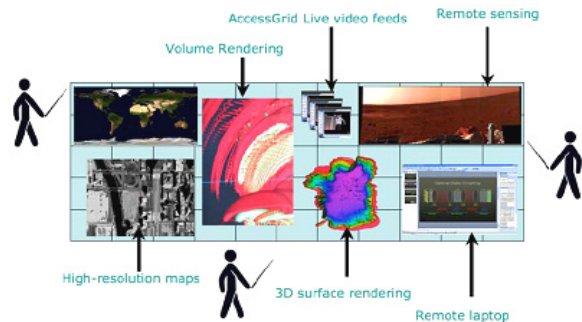 AccessGrid Live video feeds
Remote sensing
Volume Rendering
High-resolution maps
3D surface rendering
Remote laptop